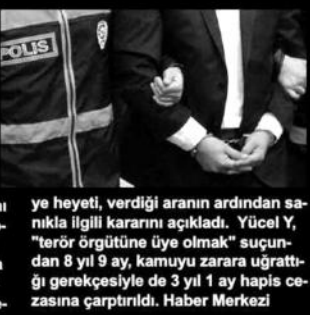 POLIS
ye heyeti, verdiği aranın ardından sa-
nıkla ilgili kararını açıkladı. Yücel Y,
"terör örgütüne üye olmak" suçun-
dan 8 yıl 9 ay, kamuyu zarara uğrattı-
ğı gerekçesiyle de 3 yıl 1 ay hapis ce-
zasına çarptırıldı. Haber Merkezi